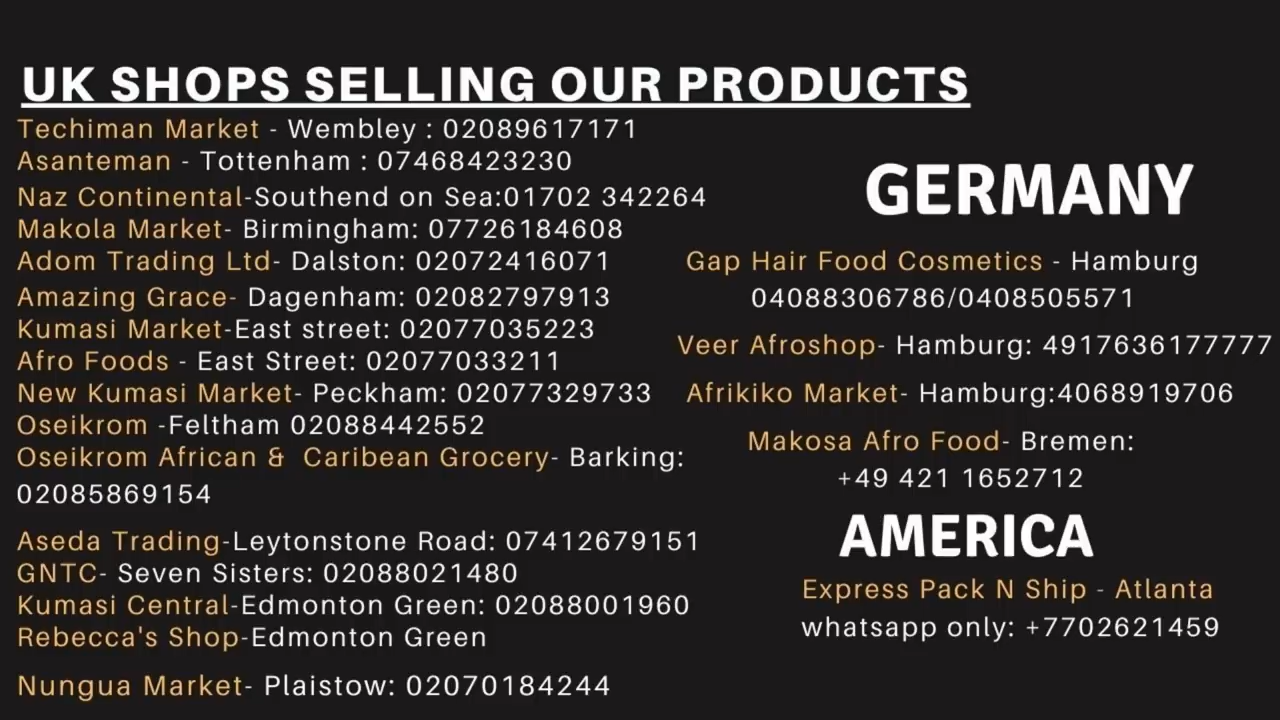 UK SHOPS SELLING OUR PRODUCTS
Techiman Market - Wembley : 02089617171
Asanteman - Tottenham : 07468423230
Naz Continental-Southend on Sea:01702 342264
Makola Market- Birmingham: 07726184608
Adom Trading Ltd- Dalston: 02072416071
Amazing Grace- Dagenham: 02082797913
Kumasi Market-East street: 02077035223
Afro Foods - East Street: 02077033211
New Kumasi Market- Peckham: 02077329733
Oseikrom -Feltham 02088442552
Oseikrom African & Caribean Grocery- Barking:
02085869154
Aseda Trading-Leytonstone Road: 07412679151
GNTC- Seven Sisters: 02088021480
Kumasi Central-Edmonton Green: 02088001960
Rebecca's Shop-Edmonton Green
Nungua Market- Plaistow: 02070184244
GERMANY
Gap Hair Food Cosmetics - Hamburg
04088306786/0408505571
Veer Afroshop- Hamburg: 4917636177777
Afrikiko Market- Hamburg:4068919706
Makosa Afro Food- Bremen:
+49 421 1652712
AMERICA
Express Pack N Ship - Atlanta
whatsapp only: +7702621459